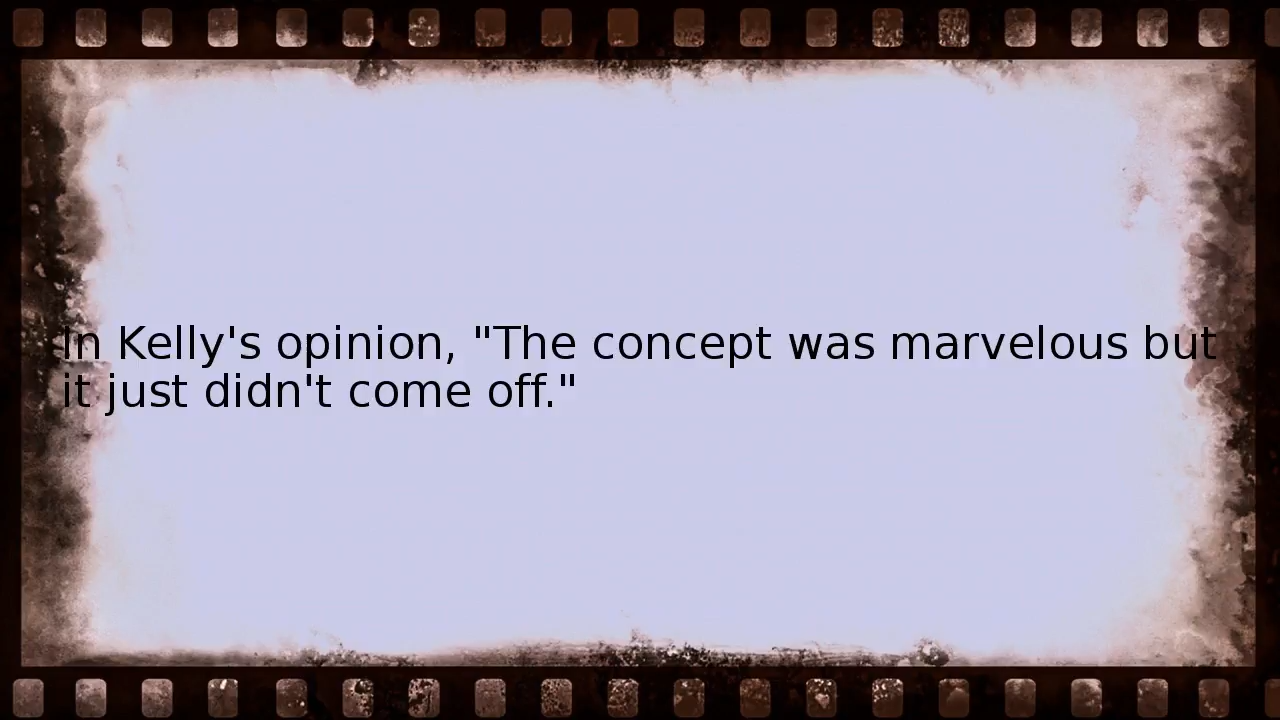 In Kelly's opinion, "The concept was marvelous but
it just didn't come off."